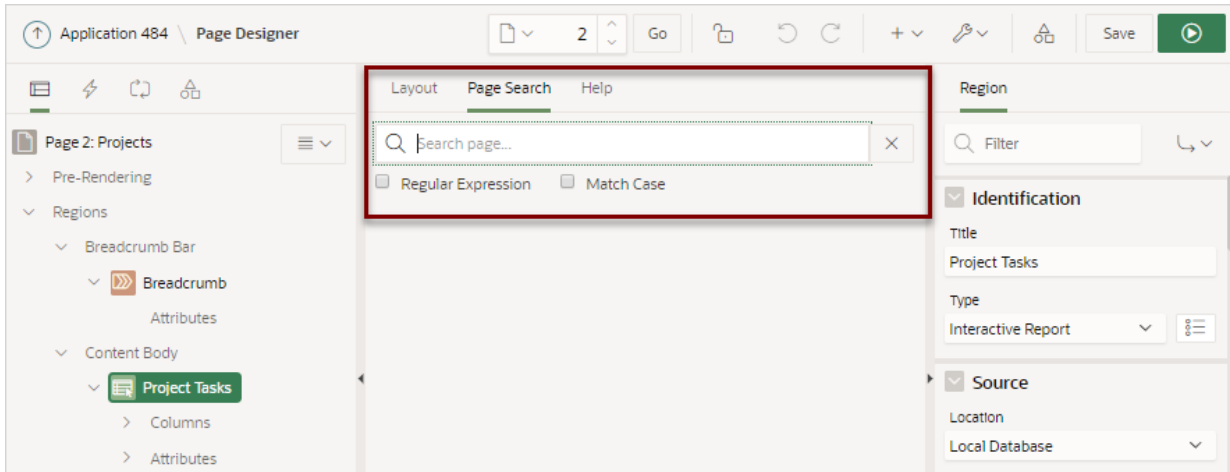 Application 484 \ Page Designer
2
Go
Save
Layout Page Search Help
Region
Page 2: Projects
Search page...
Filter
Pre-Rendering
Regular Expression Match Case
Regions
Identification
Breadcrumb Bar
Title
Breadcrumb
Project Tasks
Attributes
Type
Interactive Report
Content Body
Project Tasks
Source
Columns
Location
Attributes
Local Database